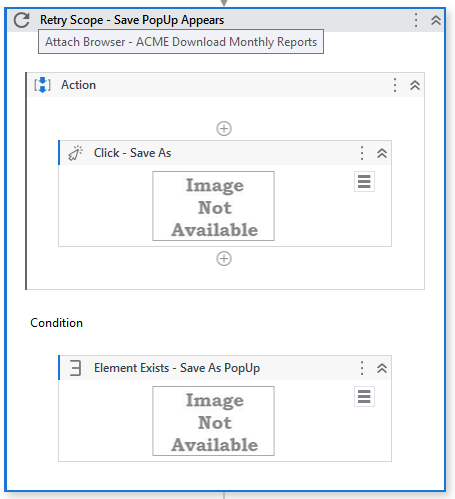 Retry Scope - Save PopUp Appears
Attach Browser - ACME Download Monthly Reports
Action
Click - Save As
Image
Not
Available
Condition
Element Exists - Save As PopUp
Image
Not
Available